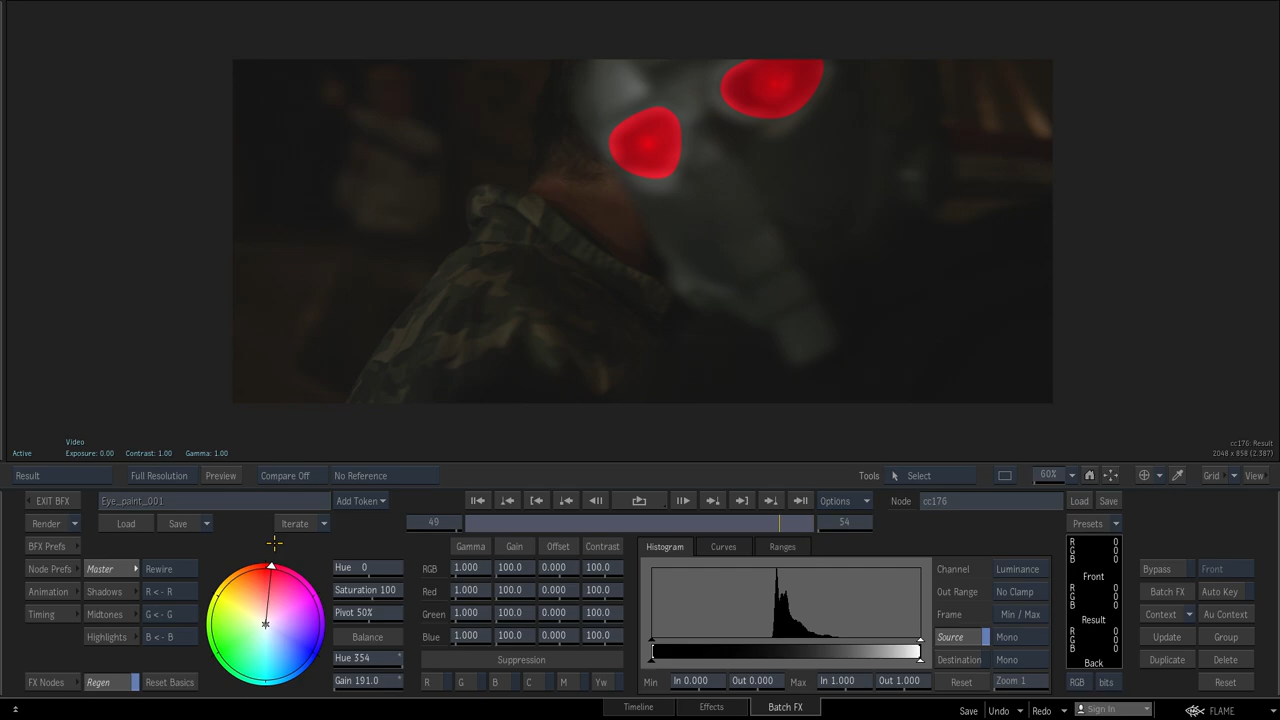 Video
Active Exposure: 0.00 Contrast: 1.00 Gamma: 1.00
cc176: Result
2048 x 858 (2.387)
Result Full Resolution Preview Compare Off No Reference Tools Select 60% Grid View
EXIT BFX Eye_paint_001 Add Token Options Node cc176 Load Save
Render Load Save Iterate 49 54 Presets
BFX Prefs Gamma Gain Offset Contrast Histogram Curves Ranges
Node Prefs Master Rewire Hue 0 RGB 1.000 100.0 0.000 100.0 Channel Luminance Bypass Front
Animation Shadows R <- R Saturation 100 Red 1.000 100.0 0.000 100.0 Out Range No Clamp Auto Key
Timing Midtones G <- G Pivot 50% Green 1.000 100.0 0.000 100.0 Frame Min / Max Context Au Context
Highlights B <- B Balance Blue 1.000 100.0 0.000 100.0 Source Mono Update Group
Hue 354 Suppression Destination Mono Duplicate Delete
FX Nodes Regen Reset Basics Gain 191.0 R G B C M Yw Min In 0.000 Out 0.000 Max In 1.000 Out 1.000 Reset Zoom 1 RGB bits Reset
R 0
G 0
B 0
Front
R 0
G 0
B 0
Result
R 0
G 0
B 0
Back
Timeline Effects Batch FX Save Undo Redo Sign In FLAME